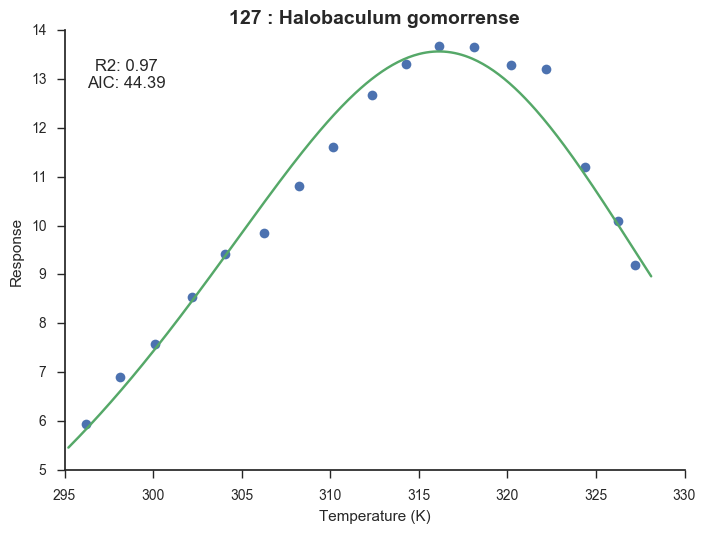 127 : Halobaculum gomorrense
R2: 0.97
AIC: 44.39
Response
14
13
12
11
10
9
8
7
6
5
295 300 305 310 315 320 325 330
Temperature (K)